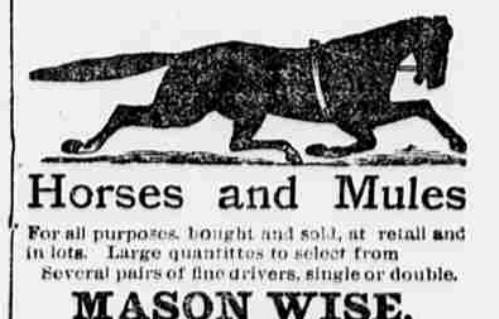 Horses and Mules
For all purposes, bought and sold, at retail and
in lots. Large quantittes to select from
Several pairs of fine drivers, single or double.
MASON WISE.